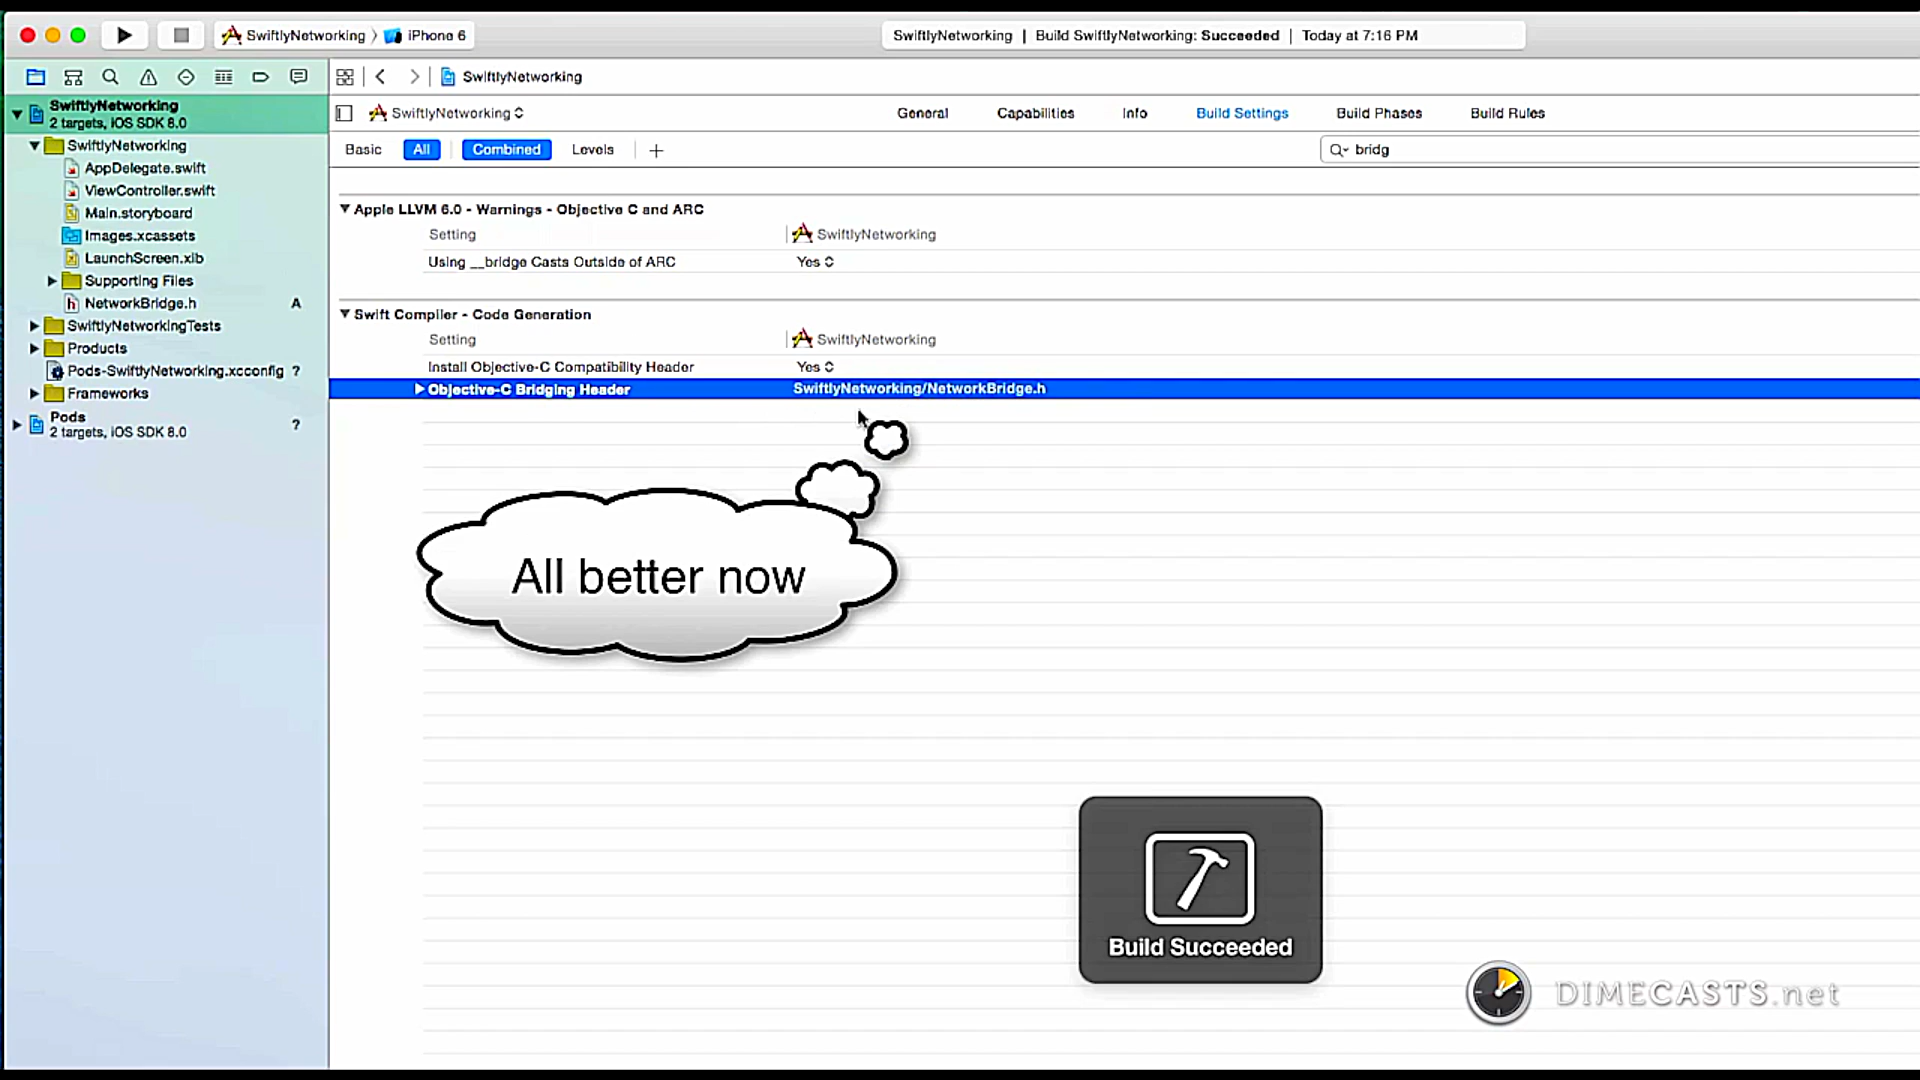 SwiftlyNetworking 〉 iPhone 6
SwiftlyNetworking | Build SwiftlyNetworking: Succeeded | Today at 7:16 PM
SwiftlyNetworking
SwiftlyNetworking
2 targets, iOS SDK 8.0
SwiftlyNetworking
AppDelegate.swift
ViewController.swift
Main.storyboard
Images.xcassets
LaunchScreen.xib
Supporting Files
NetworkBridge.h A
SwiftlyNetworkingTests
Products
Pods-SwiftlyNetworking.xcconfig ?
Frameworks
Pods
2 targets, iOS SDK 8.0 ?
SwiftlyNetworking General Capabilities Info Build Settings Build Phases Build Rules
Basic All Combined Levels + bridg
Apple LLVM 6.0 - Warnings - Objective C and ARC
Setting SwiftlyNetworking
Using __bridge Casts Outside of ARC Yes
Swift Compiler - Code Generation
Setting SwiftlyNetworking
Install Objective-C Compatibility Header Yes
Objective-C Bridging Header SwiftlyNetworking/NetworkBridge.h
All better now
Build Succeeded
DIMECASTS.net